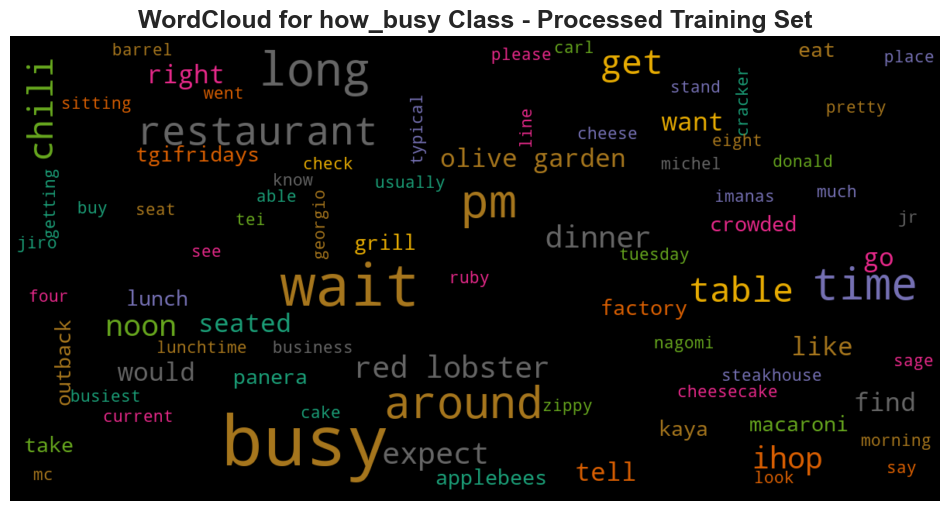 WordCloud for how_busy Class - Processed Training Set
barrel
please
carl
eat
place
right
long
get
went
stand
chili
sitting
typical
line
cracker
pretty
restaurant
want
cheese
eight
tgifridays
check
olive garden
michel
donald
know
usually
able
imanas
much
getting
buy
seat
georgio
pm
tei
crowded
jr
jiro
see
grill
dinner
tuesday
go
wait
ruby
table
time
four
lunch
factory
noon
seated
outback
lunchtime
business
nagomi
like
sage
would
panera
red lobster
steakhouse
busiest
cheesecake
current
cake
around
zippy
find
take
busy
expect
kaya
macaroni
morning
mc
applebees
tell
ihop
look
say